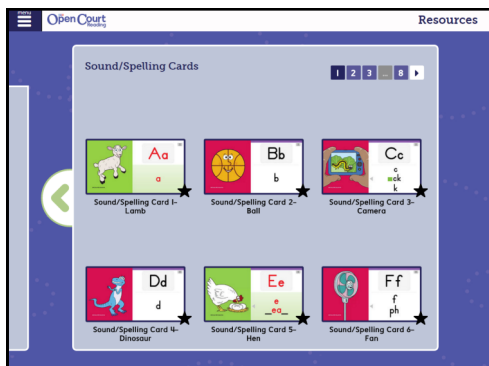 menu
Open Court
Reading
Resources
Sound/Spelling Cards
1 2 3 ... 8
Aa
a
Bb
b
Cc
c
ck
k
Sound/Spelling Card 1-
Lamb
Sound/Spelling Card 2-
Ball
Sound/Spelling Card 3-
Camera
Dd
d
Ee
e
_ea_
Ff
f
ph
Sound/Spelling Card 4-
Dinosaur
Sound/Spelling Card 5-
Hen
Sound/Spelling Card 6-
Fan